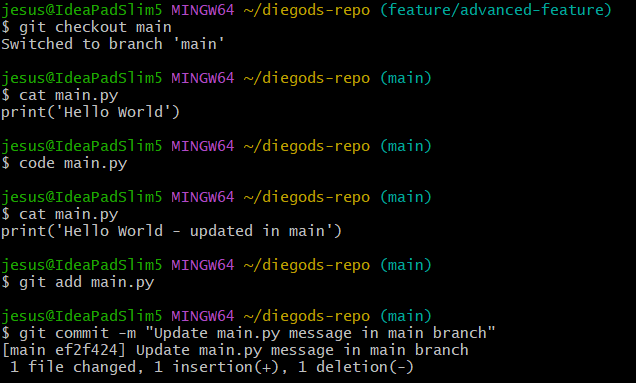 jesus@IdeaPadSlim5 MINGW64 ~/diegods-repo (feature/advanced-feature)
$ git checkout main
Switched to branch 'main'
jesus@IdeaPadSlim5 MINGW64 ~/diegods-repo (main)
$ cat main.py
print('Hello World')
jesus@IdeaPadSlim5 MINGW64 ~/diegods-repo (main)
$ code main.py
jesus@IdeaPadSlim5 MINGW64 ~/diegods-repo (main)
$ cat main.py
print('Hello World - updated in main')
jesus@IdeaPadSlim5 MINGW64 ~/diegods-repo (main)
$ git add main.py
jesus@IdeaPadSlim5 MINGW64 ~/diegods-repo (main)
$ git commit -m "Update main.py message in main branch"
[main ef2f424] Update main.py message in main branch
 1 file changed, 1 insertion(+), 1 deletion(-)